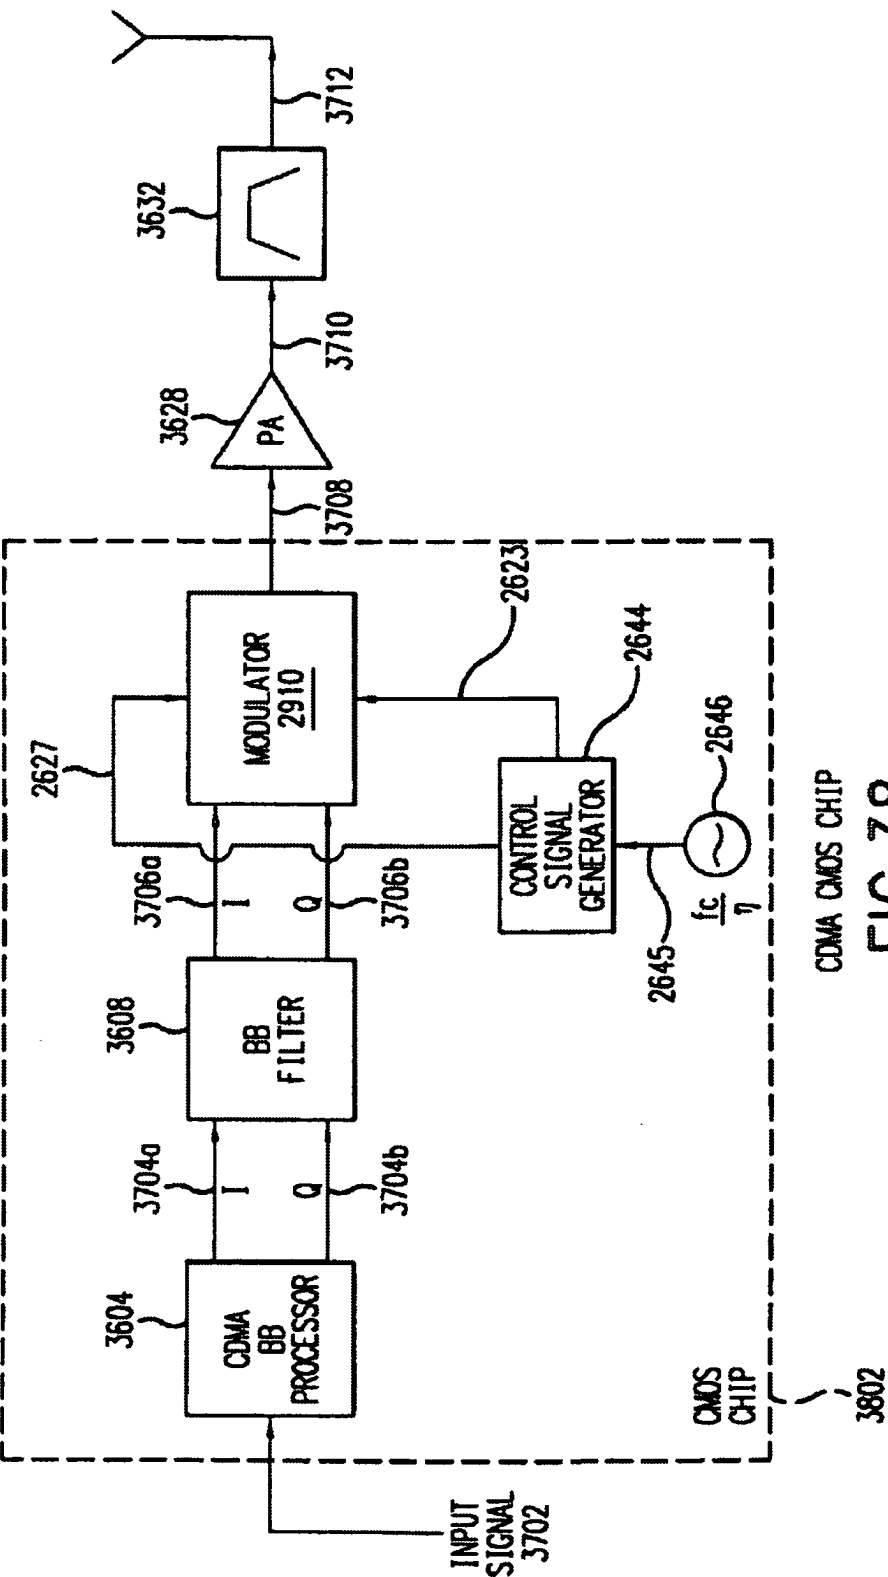 INPUT
SIGNAL
3702
3604
CDMA
BB
PROCESSOR
3704a
I
Q
3704b
3608
BB
FILTER
3706a
I
Q
3706b
2627
MODULATOR
2910
3708
3628
PA
3710
3632
3712
CONTROL
SIGNAL
GENERATOR
2623
2644
2646
2645
fc
η
CMOS
CHIP
3802
CDMA CMOS CHIP